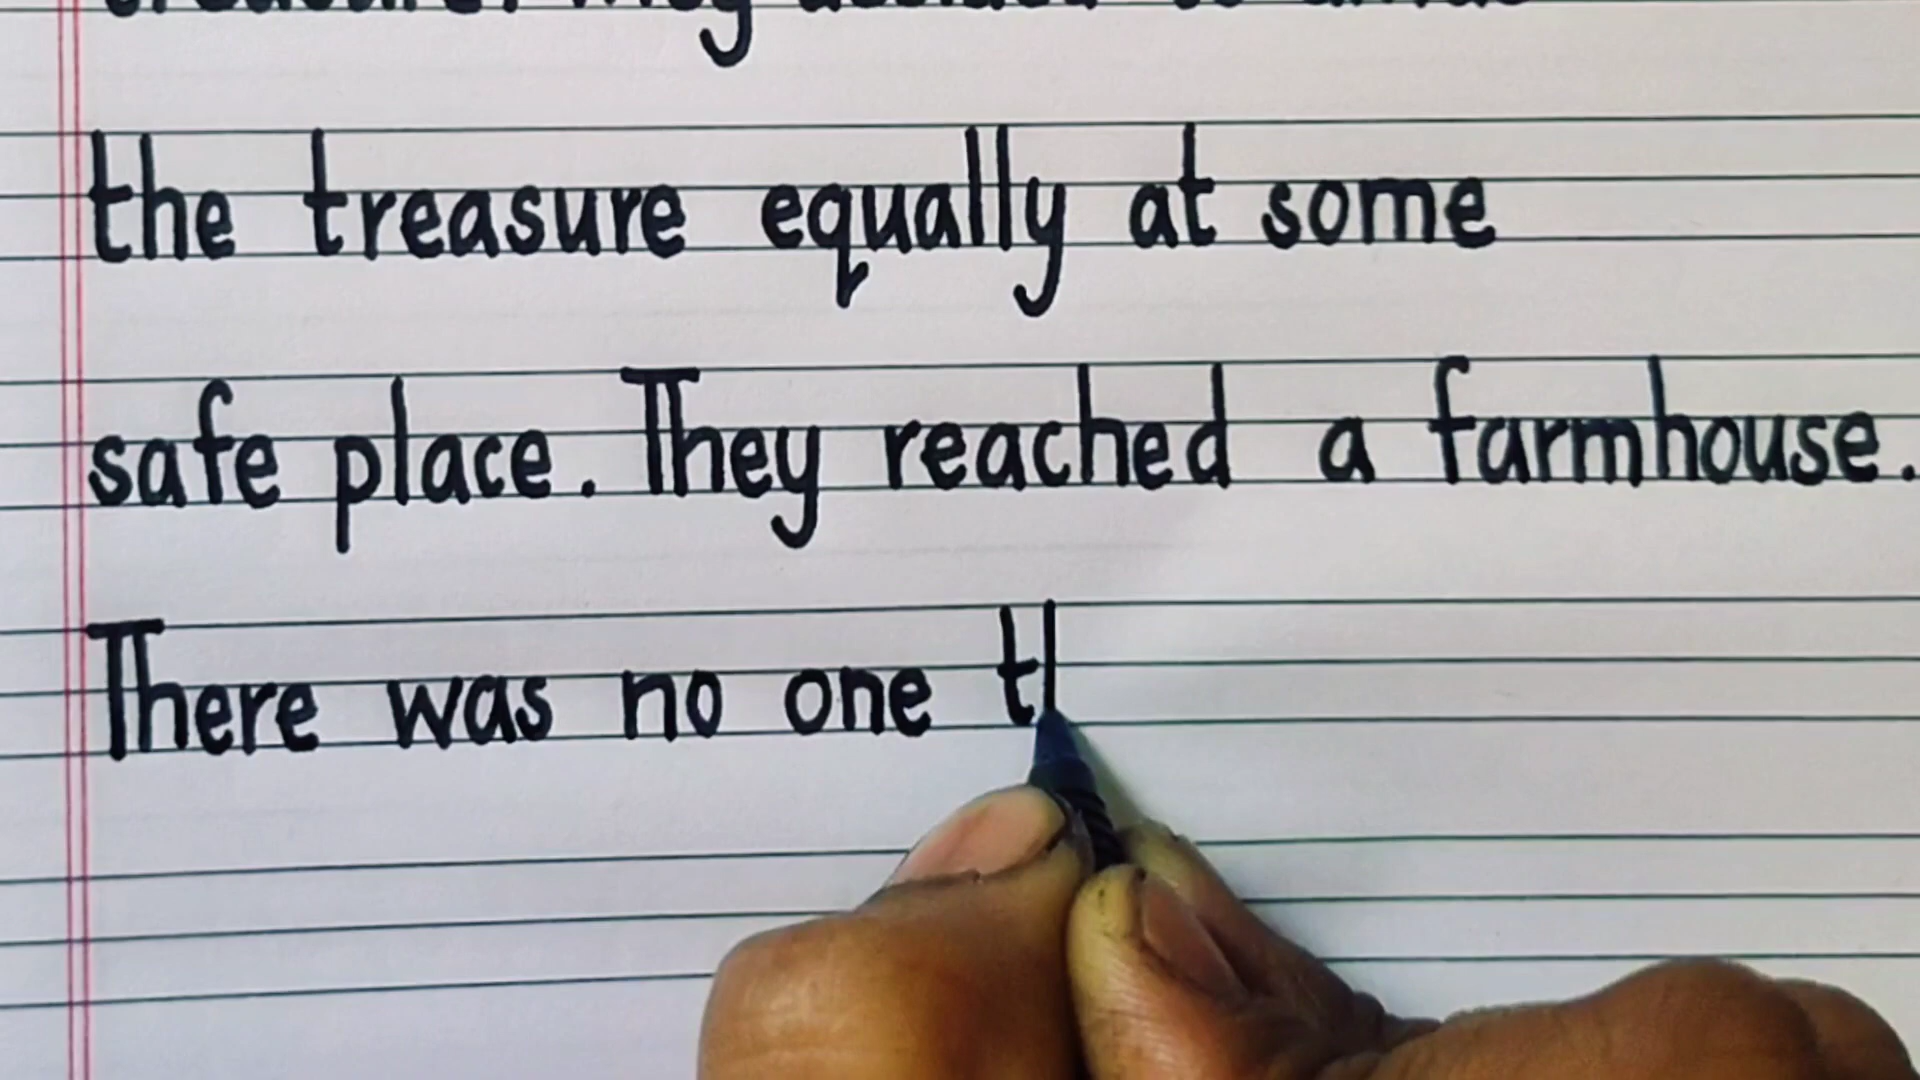 the treasure equally at some
safe place. They reached a farmhouse.
There was no one